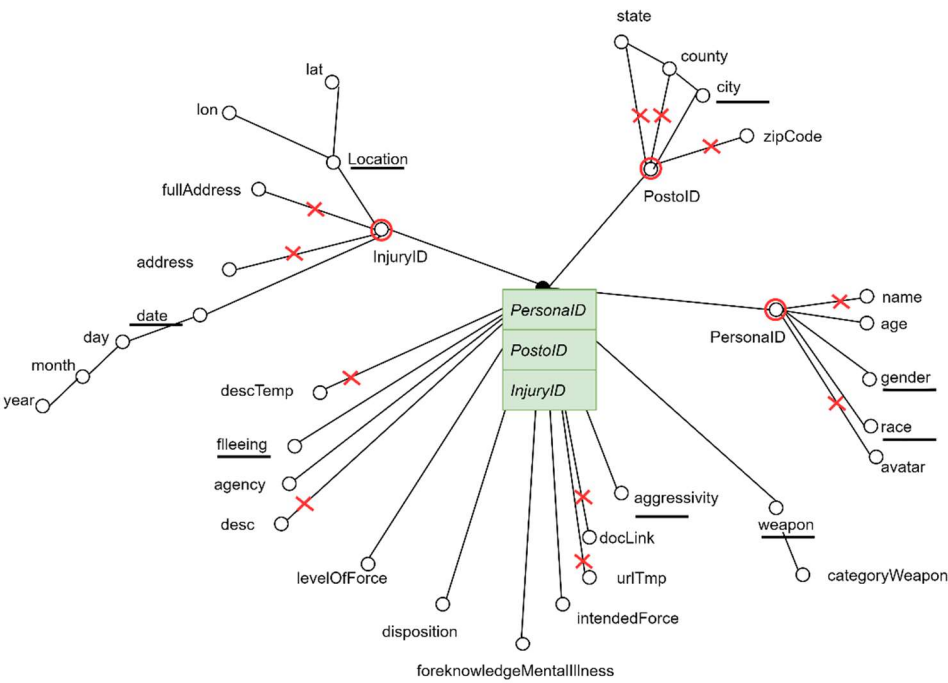 state
county
city
zipCode
PostoID
lat
lon
Location
fullAddress
InjuryID
address
date
day
month
year
PersonaID
PostoID
InjuryID
name
age
PersonaID
gender
race
avatar
descTemp
flleeing
agency
desc
levelOfForce
disposition
foreknowledgeMentalIllness
intendedForce
urlTmp
docLink
aggressivity
weapon
categoryWeapon